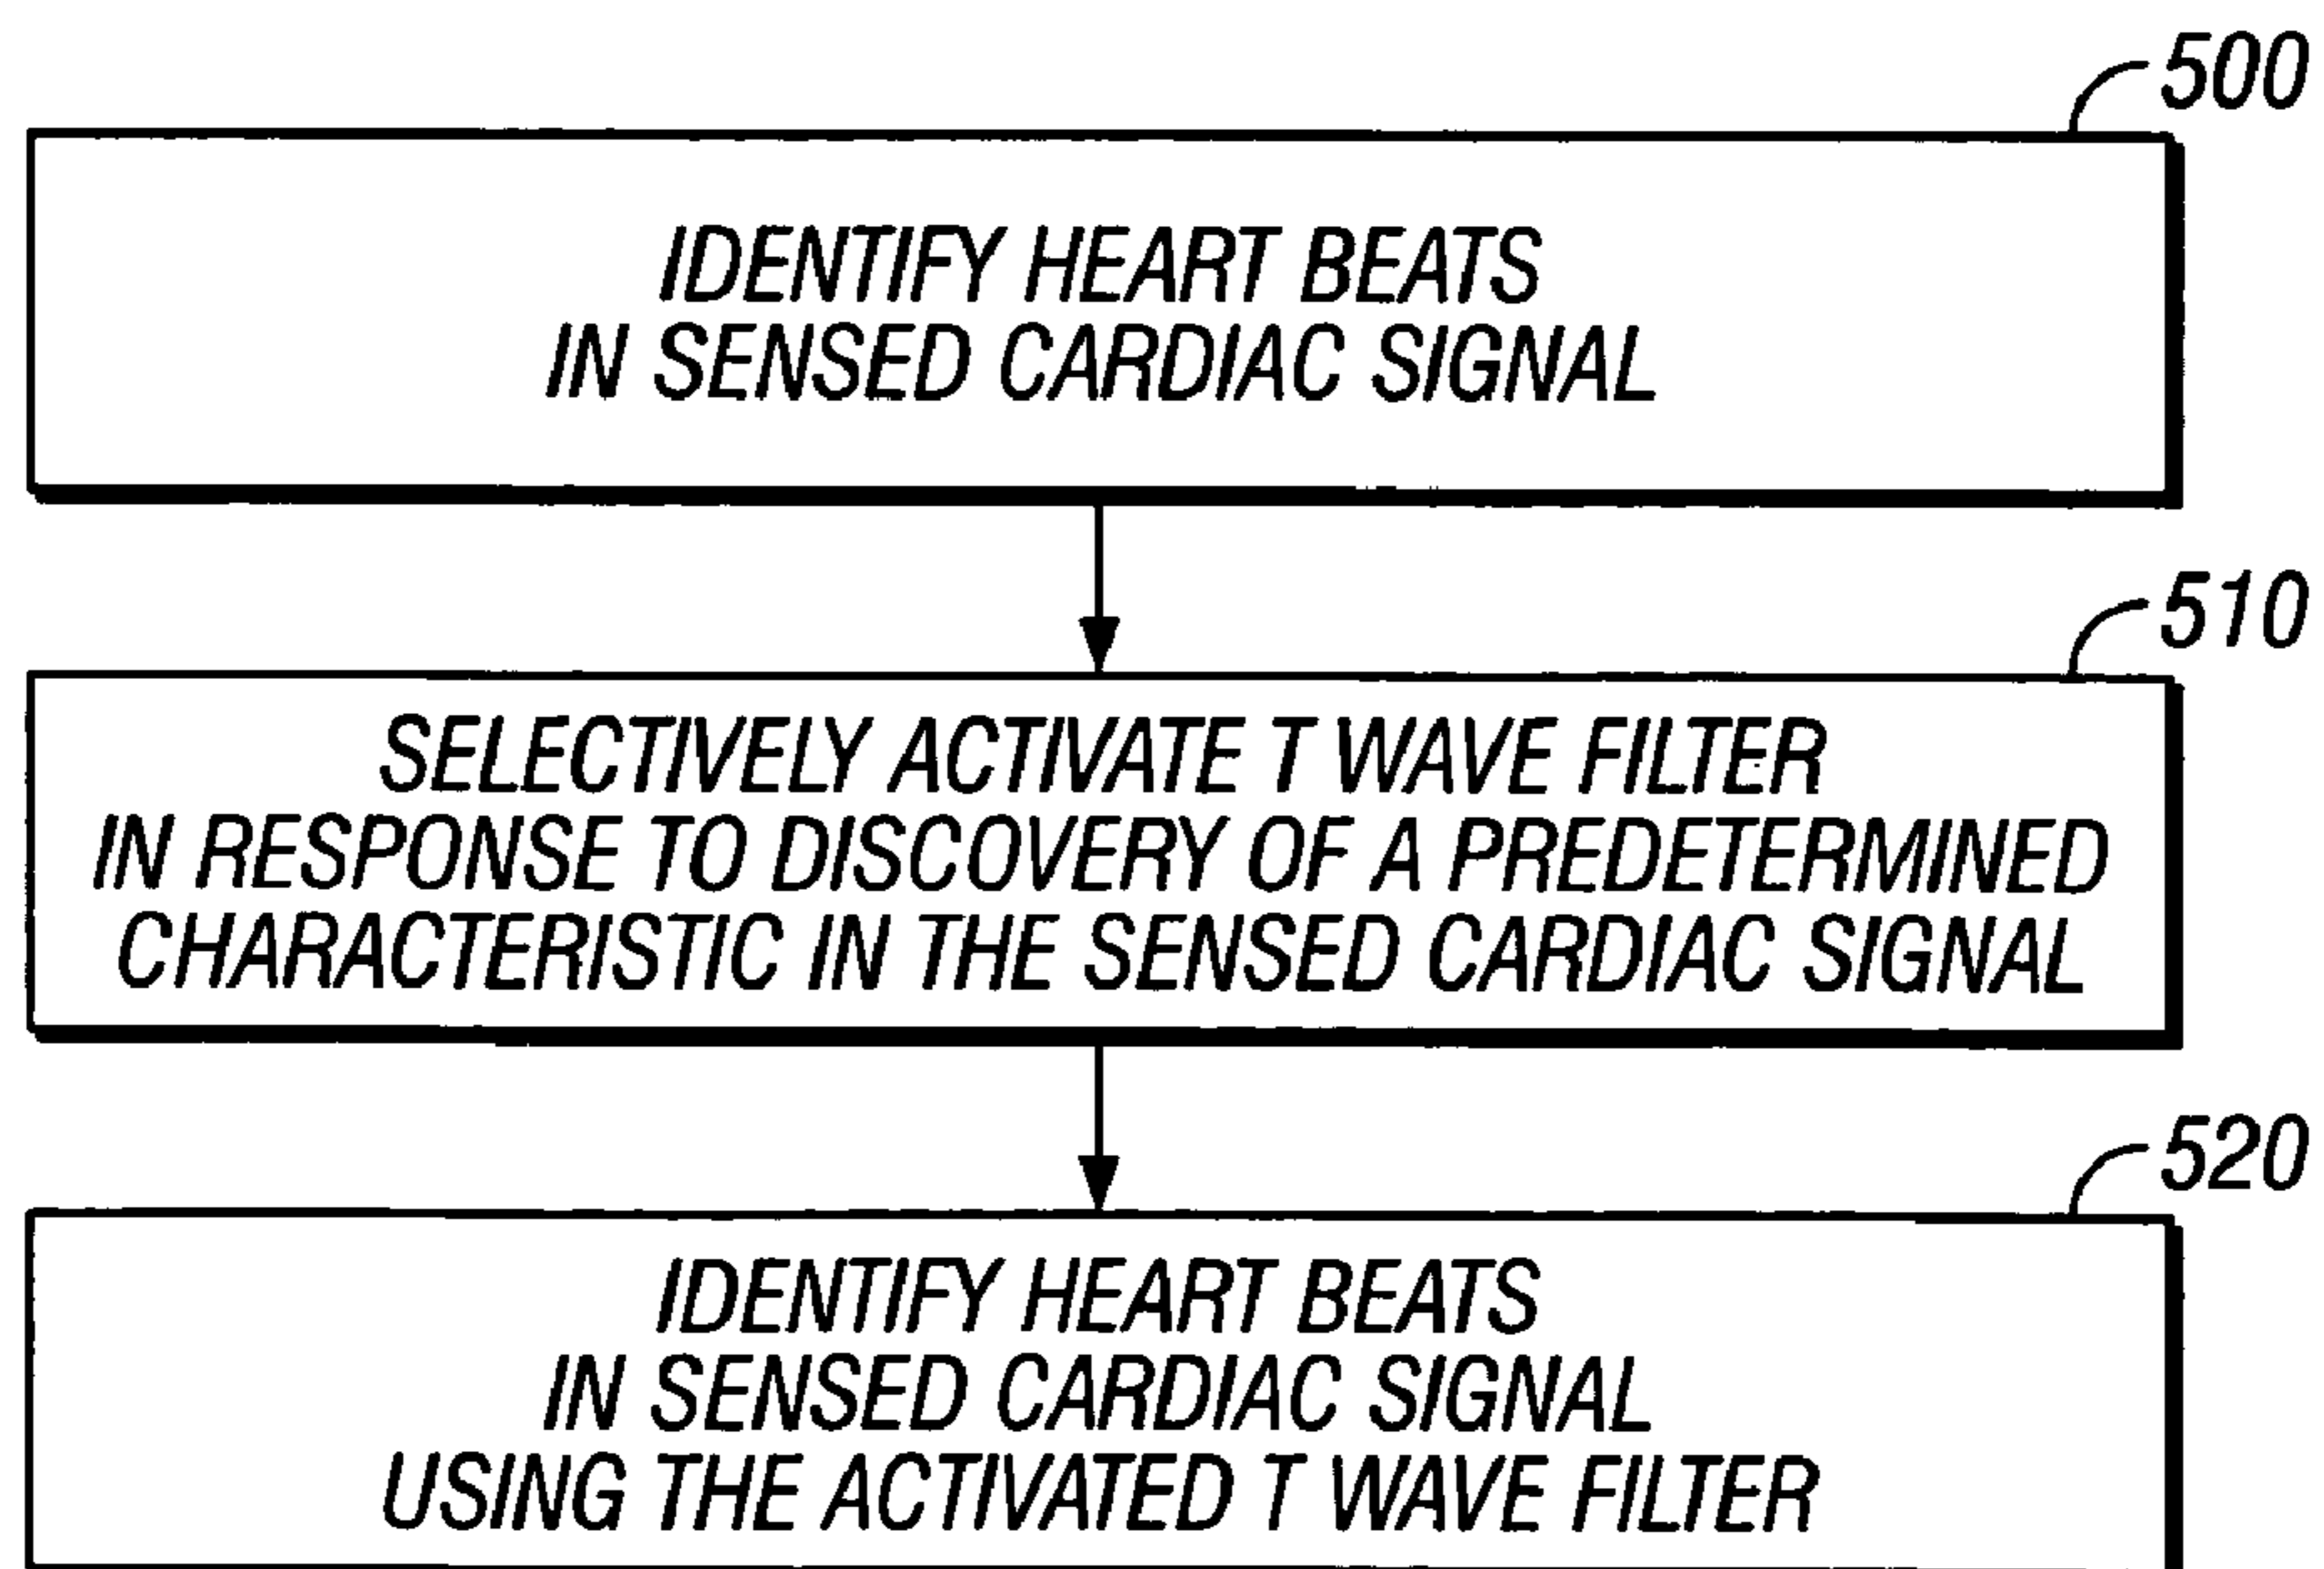 500
IDENTIFY HEART BEATS
IN SENSED CARDIAC SIGNAL
510
SELECTIVELY ACTIVATE T WAVE FILTER
IN RESPONSE TO DISCOVERY OF A PREDETERMINED
CHARACTERISTIC IN THE SENSED CARDIAC SIGNAL
520
IDENTIFY HEART BEATS
IN SENSED CARDIAC SIGNAL
USING THE ACTIVATED T WAVE FILTER